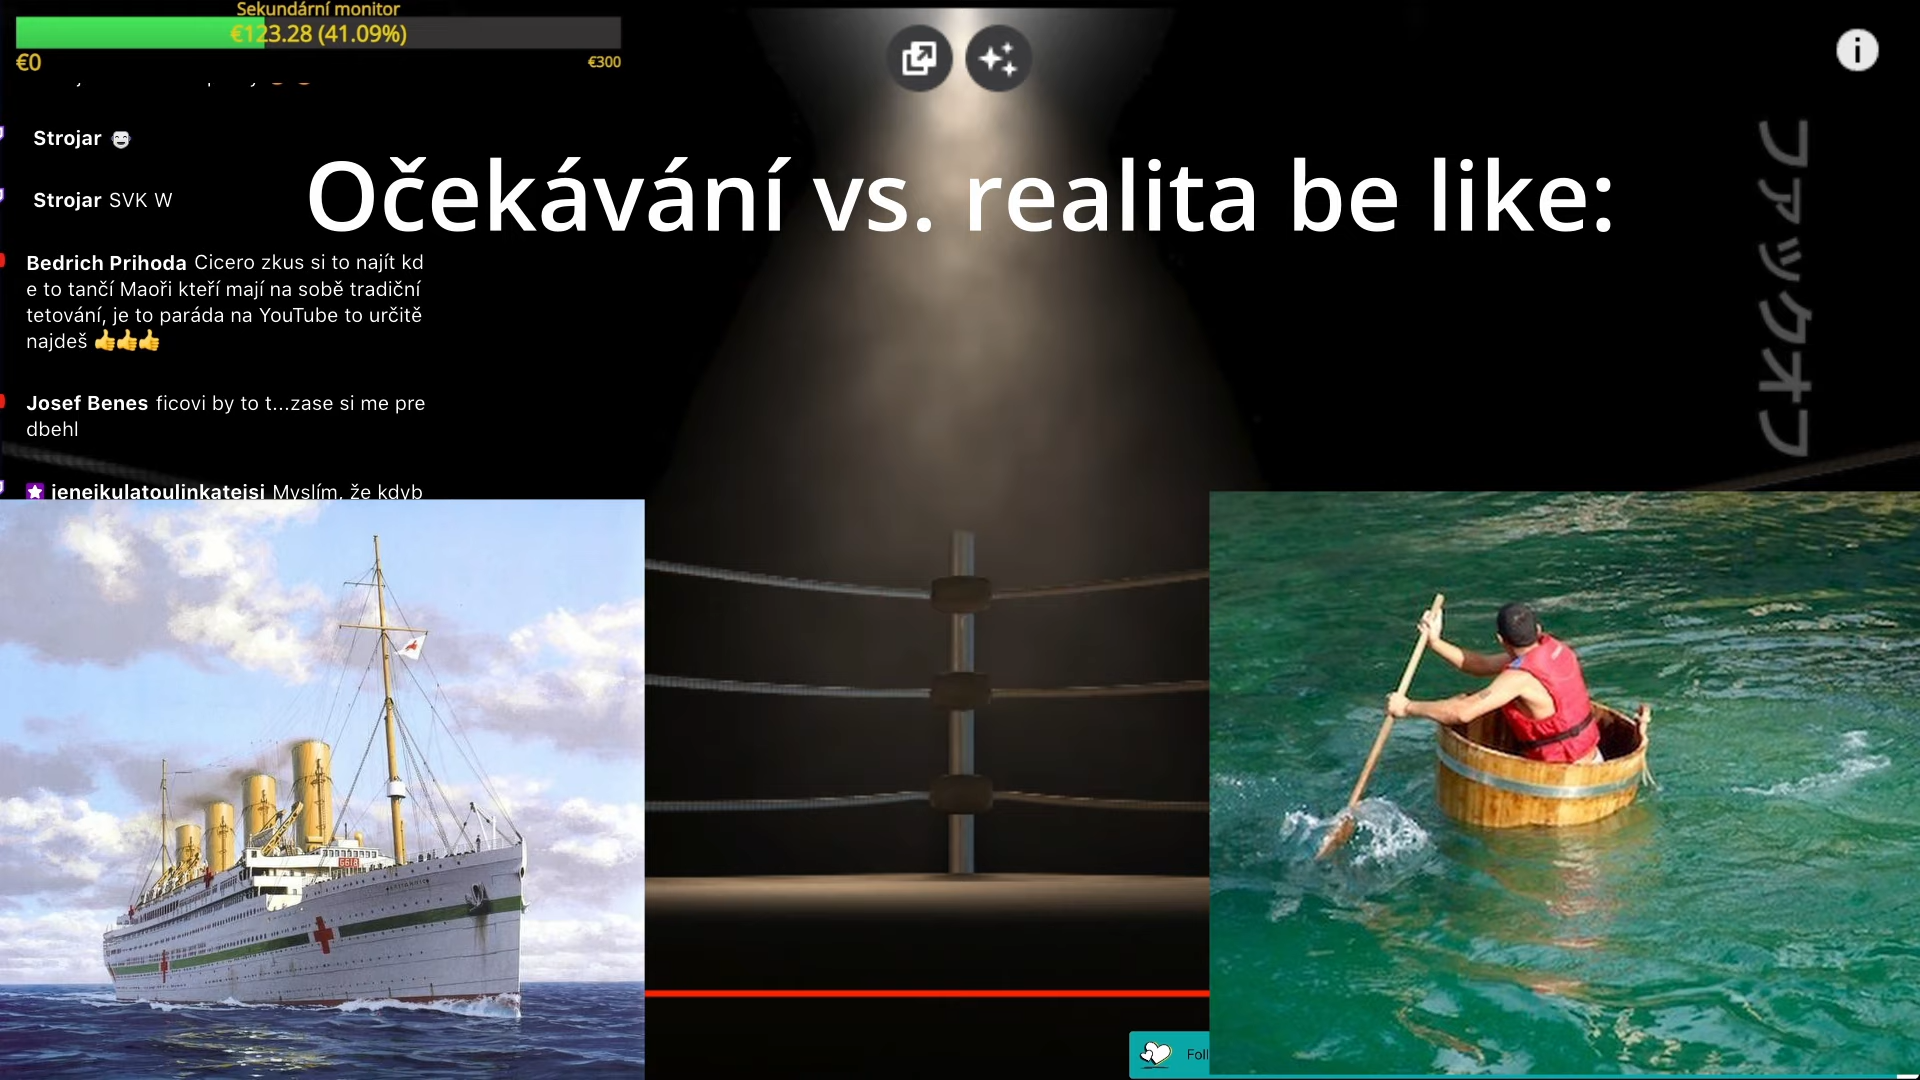 Sekundární monitor
€123.28 (41.09%)
€0
€300
Strojar
Strojar SVK W
Očekávání vs. realita be like:
Bedrich Prihoda Cicero zkus si to najít kd
e to tančí Maoři kteří mají na sobě tradiční
tetování, je to paráda na YouTube to určitě
najdeš 👍👍👍
Josef Benes ficovi by to t...zase si me pre
dbehl
jenejkulatoulinkatejsi Myslím, že kdyb
ファックオフ
G618
Foll